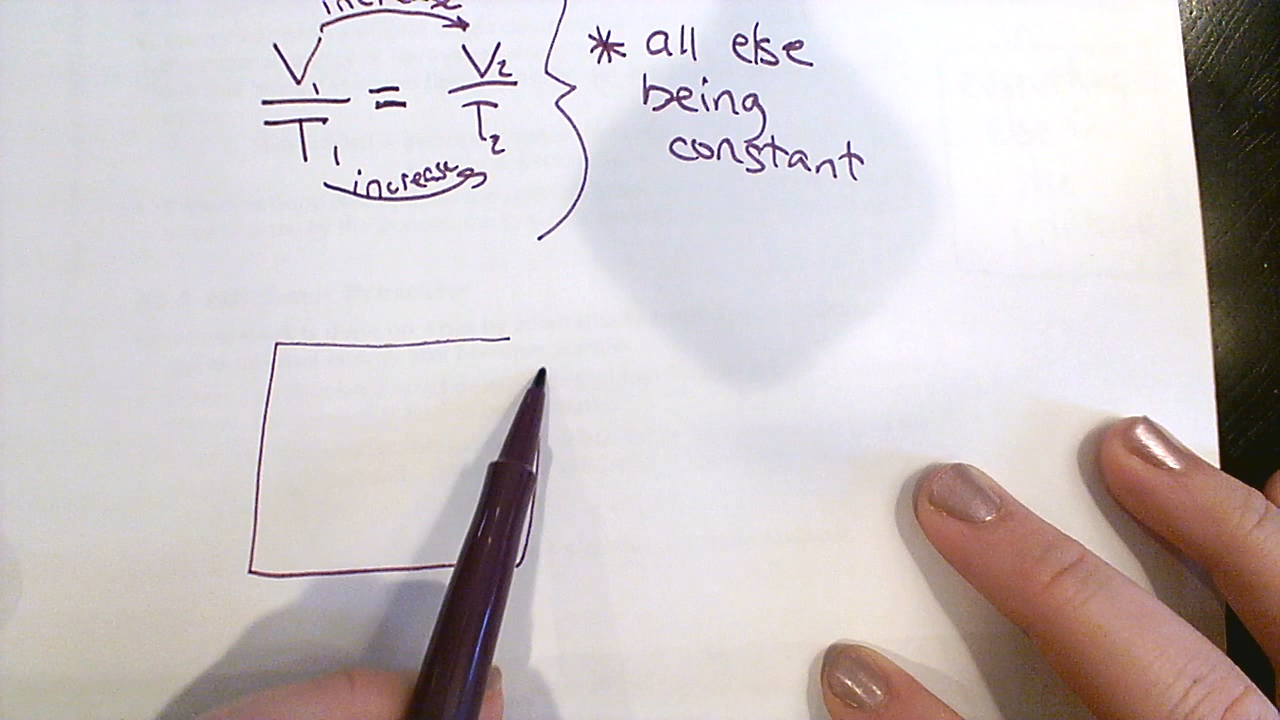 increase
V₁/T₁ = V₂/T₂
increase
* all else
being
constant